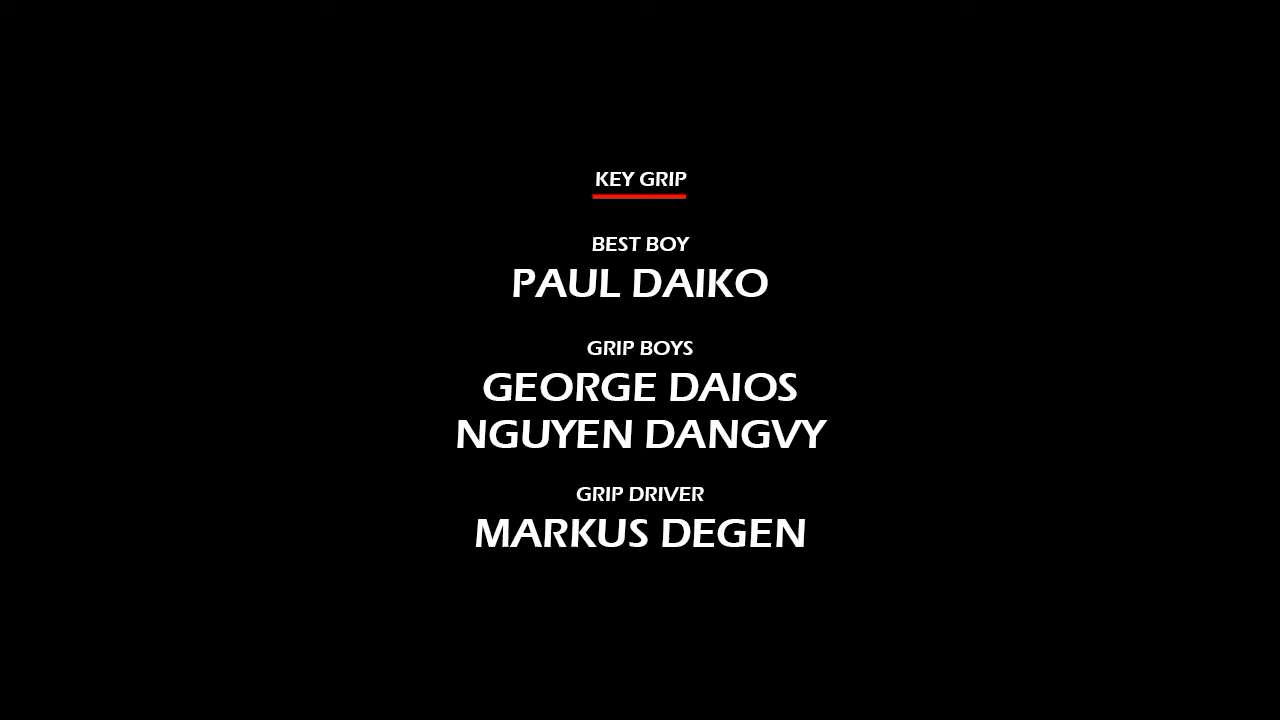 KEY GRIP
BEST BOY
PAUL DAIKO
GRIP BOYS
GEORGE DAIOS
NGUYEN DANGVY
GRIP DRIVER
MARKUS DEGEN